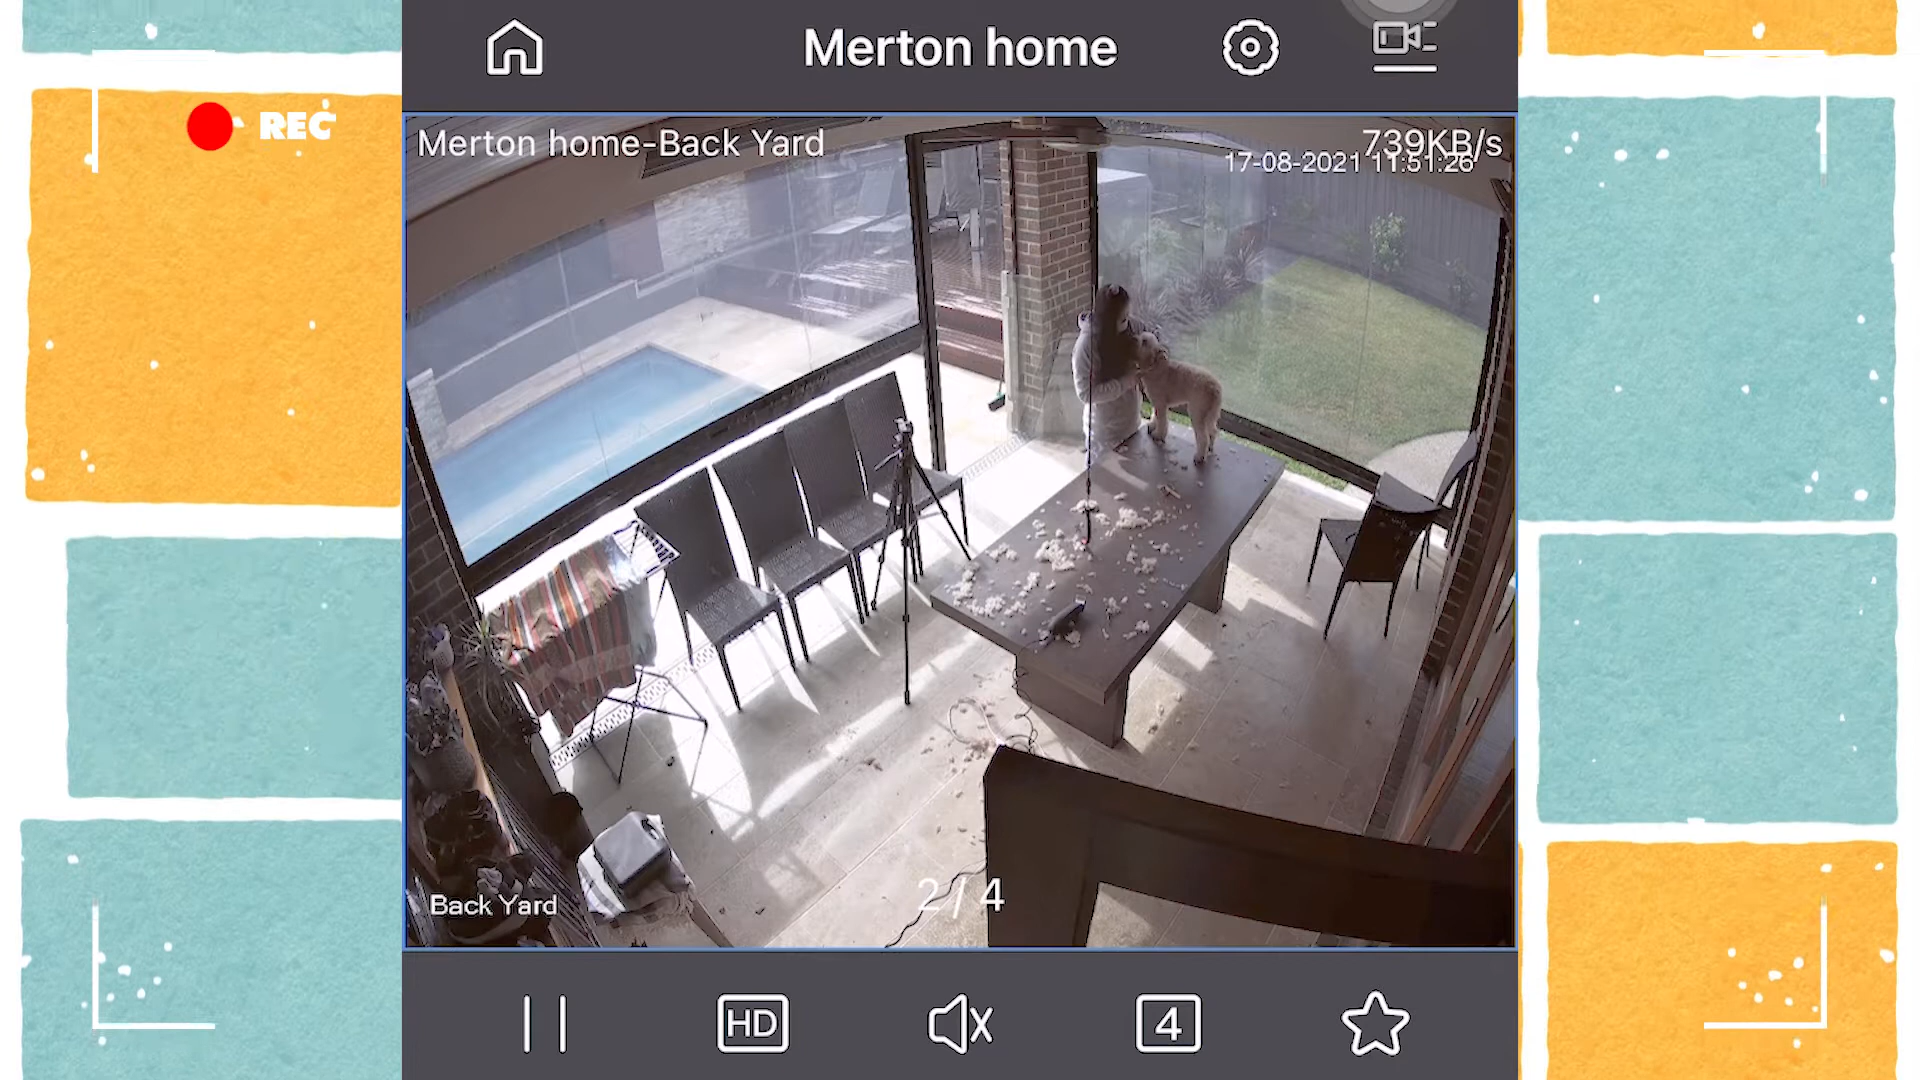 Merton home
REC
Merton home-Back Yard
739KB/s
17-08-2021 11:51:26
Back Yard
2 / 4
HD
4